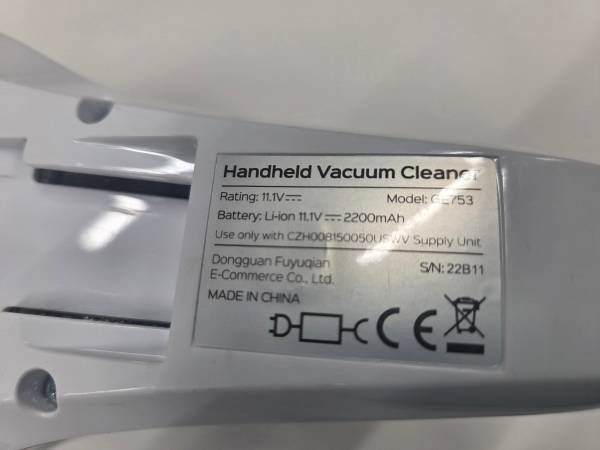 Handheld Vacuum Cleaner
Rating: 11.1V⎓ Model: GE753
Battery: Li-ion 11.1V⎓2200mAh
Use only with CZH008150050USWV Supply Unit
Dongguan Fuyuqian S/N: 22B11
E-Commerce Co., Ltd.
MADE IN CHINA
CE